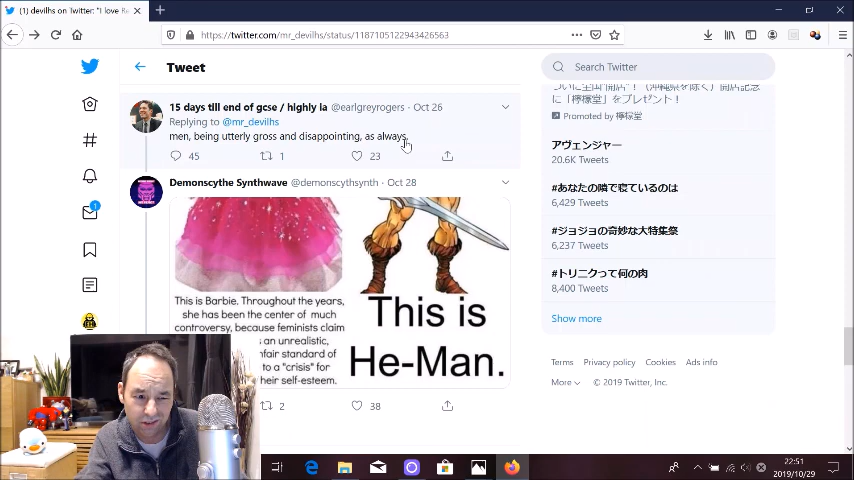 (1) devilhs on Twitter: "I love Be
https://twitter.com/mr_devilhs/status/1187105122943426563
Tweet
Search Twitter
15 days till end of gcse / highly ia @earlgreyrogers · Oct 26
Replying to @mr_devilhs
men, being utterly gross and disappointing, as always.
45
1
23
Demonscythe Synthwave @demonscythsynth · Oct 28
This is Barbie. Throughout the years,
she has been the center of much
controversy, because feminists claim
s an unrealistic,
nfair standard of
to a "crisis" for
heir self-esteem.
This is
He-Man.
2
38
1
に「檸檬堂」をプレゼント！
Promoted by 檸檬堂
アヴェンジャー
20.6K Tweets
#あなたの隣で寝ているのは
6,429 Tweets
#ジョジョの奇妙な大特集祭
6,237 Tweets
#トリニクって何の肉
8,400 Tweets
Show more
Terms Privacy policy Cookies Ads info
More © 2019 Twitter, Inc.
22:51
2019/10/29